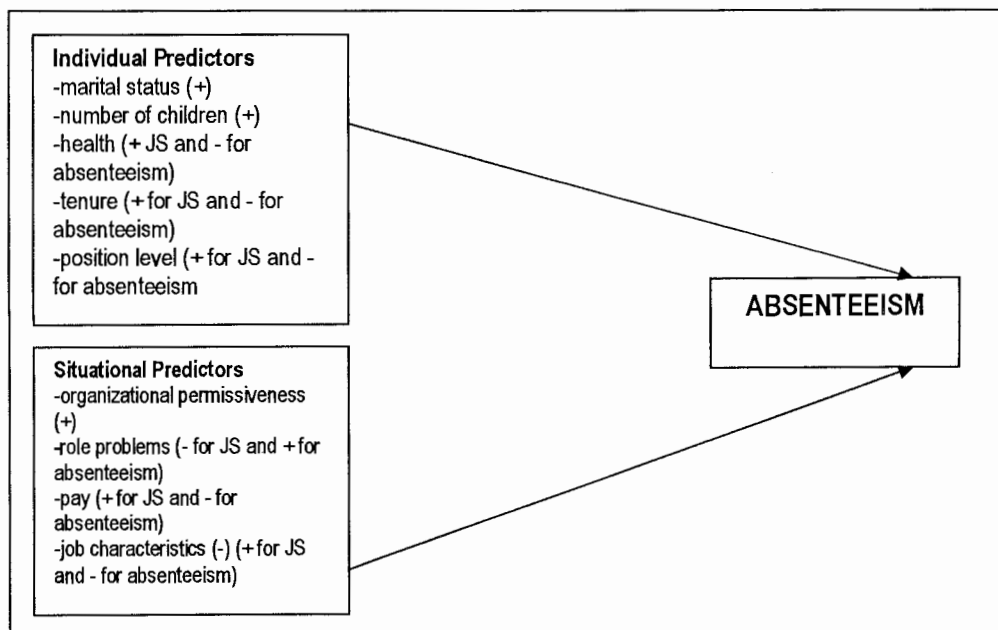 Individual Predictors
-marital status (+)
-number of children (+)
-health (+ JS and - for
absenteeism)
-tenure (+ for JS and - for
absenteeism)
-position level (+ for JS and -
for absenteeism
ABSENTEEISM
Situational Predictors
-organizational permissiveness
(+)
-role problems (- for JS and + for
absenteeism)
-pay (+ for JS and - for
absenteeism)
-job characteristics (-) (+ for JS
and - for absenteeism)